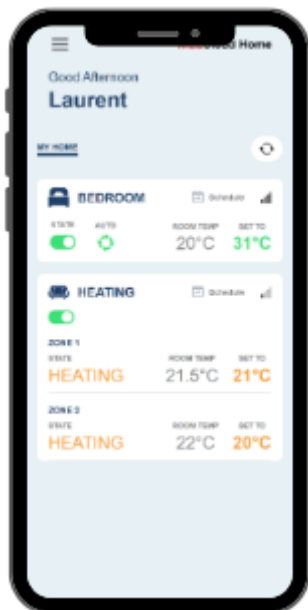 Home
Good Afternoon
Laurent
MY HOME
BEDROOM Schedule
STATE AUTO ROOM TEMP SET TO
20°C 31°C
HEATING Schedule
ZONE 1
STATE ROOM TEMP SET TO
HEATING 21.5°C 21°C
ZONE 2
STATE ROOM TEMP SET TO
HEATING 22°C 20°C